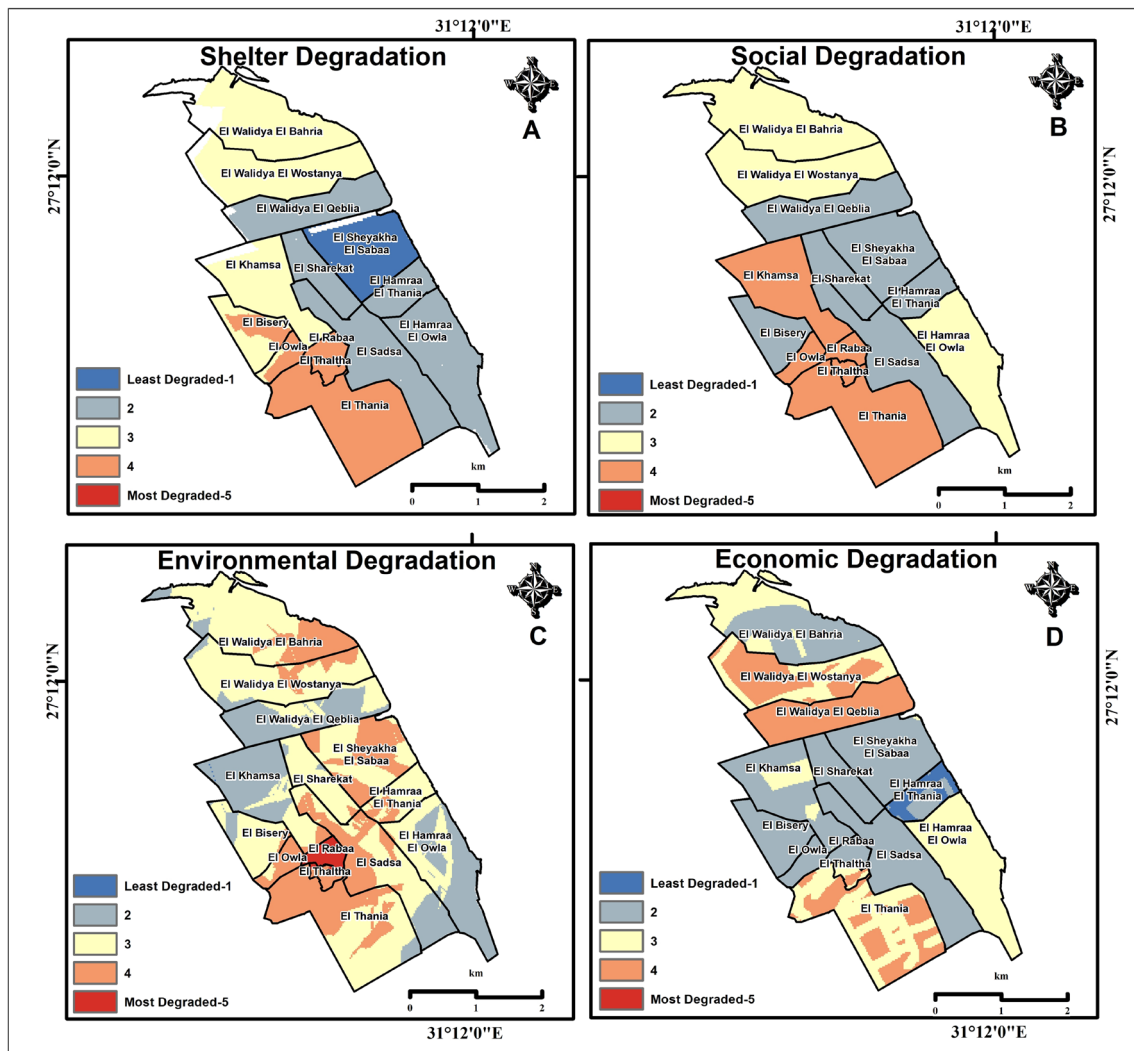 31°12'0"E
31°12'0"E
Shelter Degradation
A
27°12'0"N
El Walidya El Bahria
El Walidya El Wostanya
El Walidya El Qeblia
El Sheyakha
El Sabaa
El Khamsa
El Sharekat
El Hamraa
El Thania
El Bisery
El Hamraa
El Owla
El Rabaa
El Owla
El Sadsa
El Thaltha
El Thania
Least Degraded-1
2
3
4
Most Degraded-5
km
0 1 2
Social Degradation
B
27°12'0"N
El Walidya El Bahria
El Walidya El Wostanya
El Walidya El Qeblia
El Sheyakha
El Sabaa
El Khamsa
El Sharekat
El Hamraa
El Thania
El Bisery
El Hamraa
El Owla
El Rabaa
El Owla
El Sadsa
El Thaltha
El Thania
Least Degraded-1
2
3
4
Most Degraded-5
km
0 1 2
Environmental Degradation
C
27°12'0"N
El Walidya El Bahria
El Walidya El Wostanya
El Walidya El Qeblia
El Sheyakha
El Sabaa
El Khamsa
El Sharekat
El Hamraa
El Thania
El Bisery
El Hamraa
El Owla
El Rabaa
El Owla
El Sadsa
El Thaltha
El Thania
Least Degraded-1
2
3
4
Most Degraded-5
km
0 1 2
31°12'0"E
Economic Degradation
D
27°12'0"N
El Walidya El Bahria
El Walidya El Wostanya
El Walidya El Qeblia
El Sheyakha
El Sabaa
El Khamsa
El Sharekat
El Hamraa
El Thania
El Bisery
El Hamraa
El Owla
El Rabaa
El Owla
El Sadsa
El Thaltha
El Thania
Least Degraded-1
2
3
4
Most Degraded-5
km
0 1 2
31°12'0"E